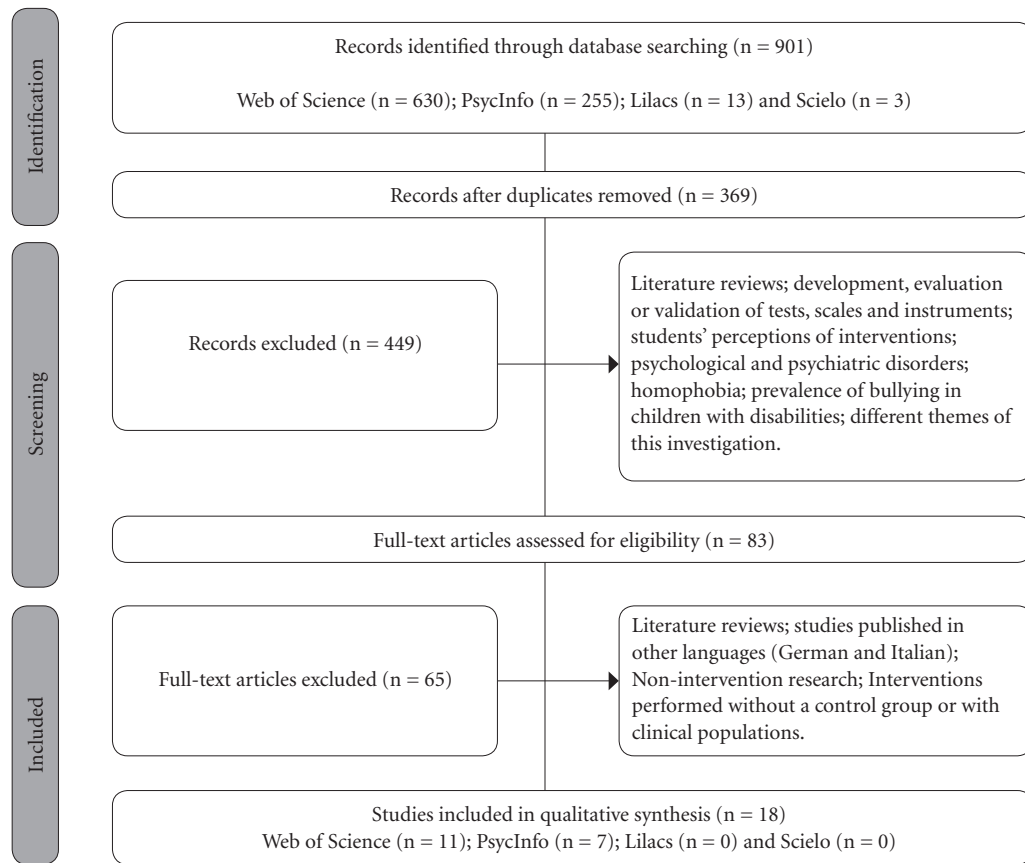 Identification
Records identified through database searching (n = 901)
Web of Science (n = 630); PsycInfo (n = 255); Lilacs (n = 13) and Scielo (n = 3)
Records after duplicates removed (n = 369)
Screening
Records excluded (n = 449)
Literature reviews; development, evaluation
or validation of tests, scales and instruments;
students’ perceptions of interventions;
psychological and psychiatric disorders;
homophobia; prevalence of bullying in
children with disabilities; different themes of
this investigation.
Full-text articles assessed for eligibility (n = 83)
Included
Full-text articles excluded (n = 65)
Literature reviews; studies published in
other languages (German and Italian);
Non-intervention research; Interventions
performed without a control group or with
clinical populations.
Studies included in qualitative synthesis (n = 18)
Web of Science (n = 11); PsycInfo (n = 7); Lilacs (n = 0) and Scielo (n = 0)